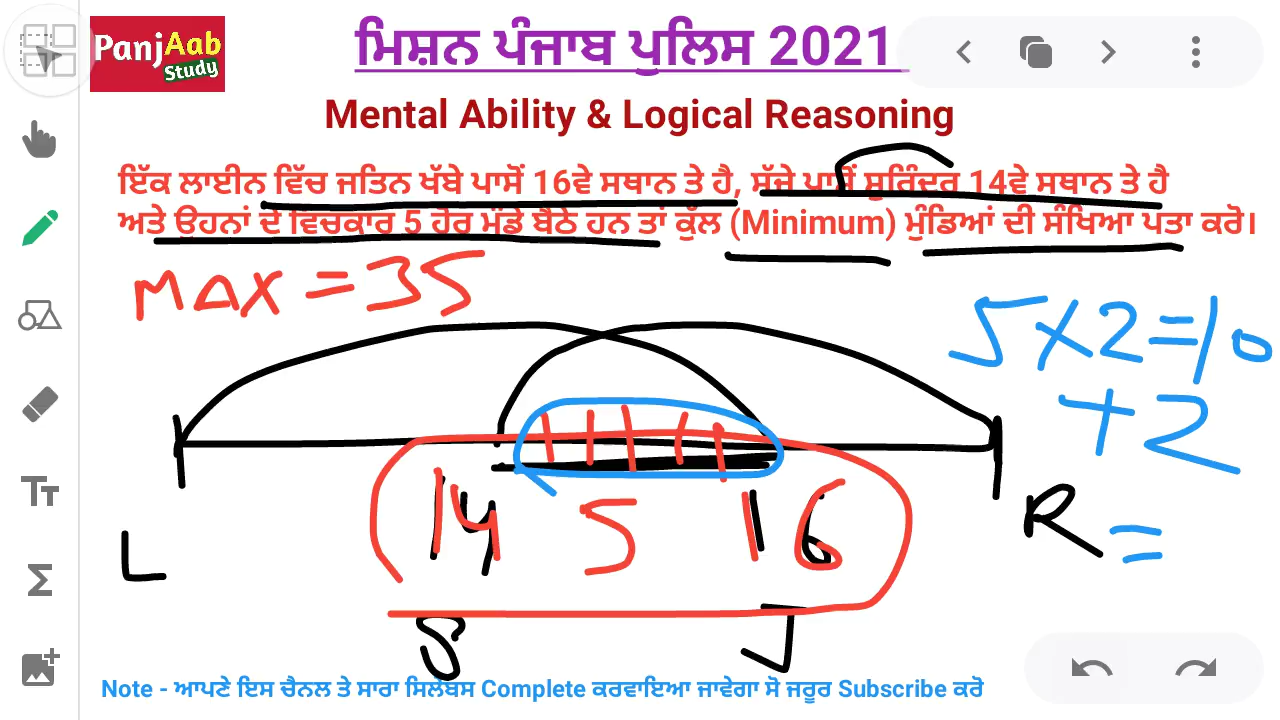 PanjAab
Study
ਮਿਸ਼ਨ ਪੰਜਾਬ ਪੁਲਿਸ 2021
Mental Ability & Logical Reasoning
ਇੱਕ ਲਾਈਨ ਵਿੱਚ ਜਤਿਨ ਖੱਬੇ ਪਾਸੋਂ 16ਵੇ ਸਥਾਨ ਤੇ ਹੈ, ਸੱਜੇ ਪਾਸੋਂ ਸੁਰਿੰਦਰ 14ਵੇ ਸਥਾਨ ਤੇ ਹੈ
ਅਤੇ ਉਹਨਾਂ ਦੇ ਵਿਚਕਾਰ 5 ਹੋਰ ਮੁੰਡੇ ਬੈਠੇ ਹਨ ਤਾਂ ਕੁੱਲ (Minimum) ਮੁੰਡਿਆਂ ਦੀ ਸੰਖਿਆ ਪਤਾ ਕਰੋ।
MAX = 35
5 X 2 = 10
+ 2
14 5 16
L
R =
S J
Tт
Σ
Note - ਆਪਣੇ ਇਸ ਚੈਨਲ ਤੇ ਸਾਰਾ ਸਿਲੇਬਸ Complete ਕਰਵਾਇਆ ਜਾਵੇਗਾ ਸੋ ਜਰੂਰ Subscribe ਕਰੋ